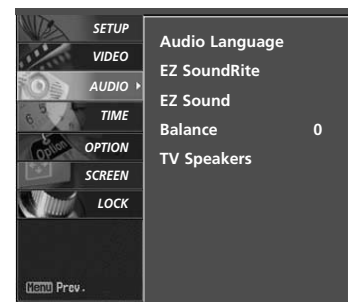 SETUP
VIDEO
AUDIO
TIME
OPTION
SCREEN
LOCK
Menu Prev.
Audio Language
EZ SoundRite
EZ Sound
Balance 0
TV Speakers